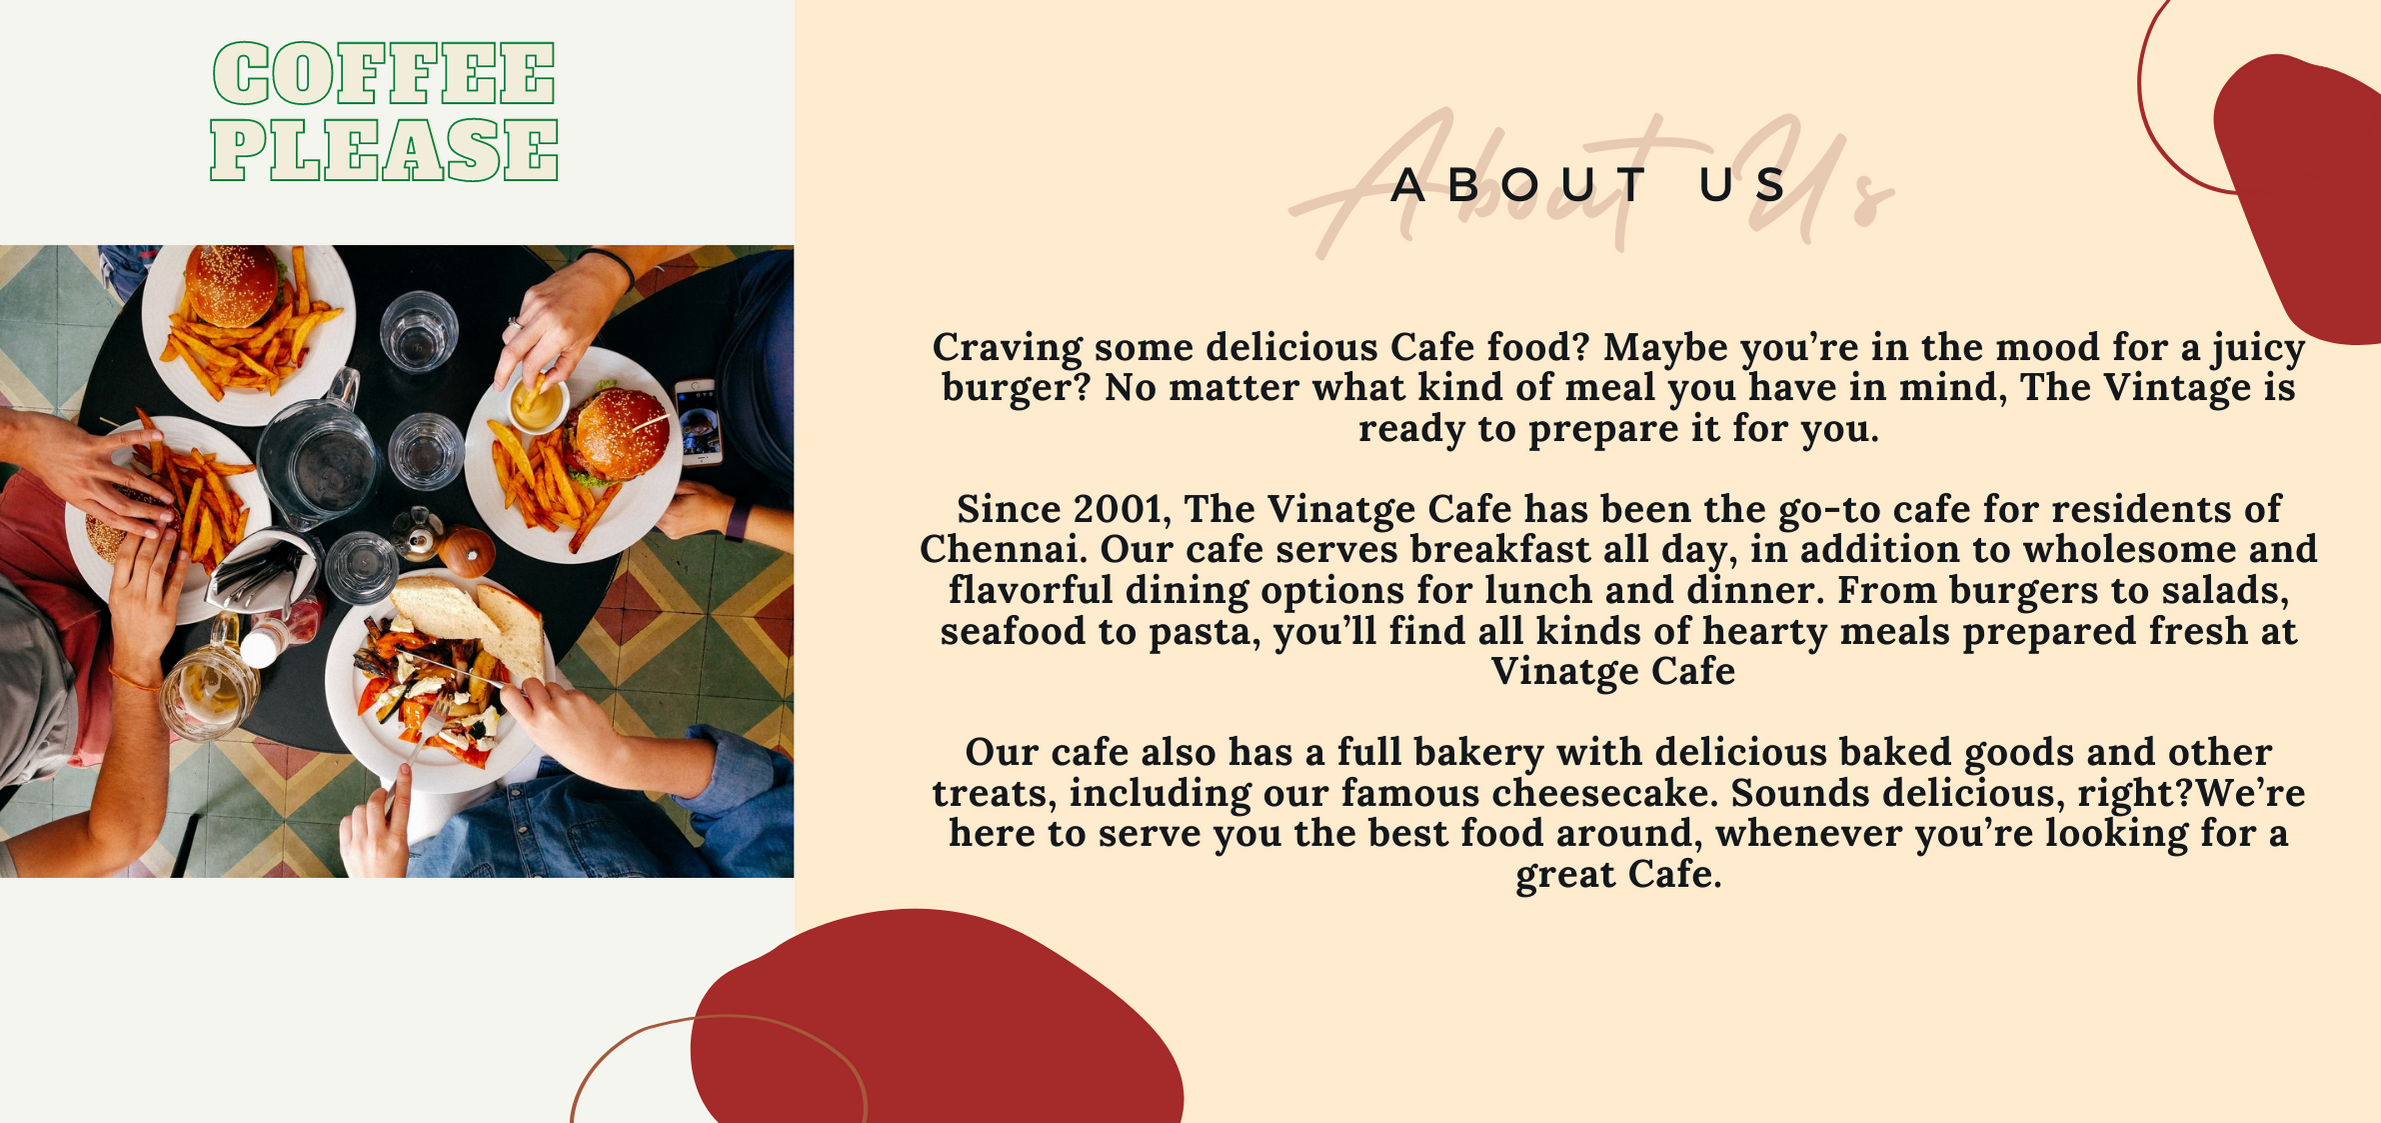 COFFEE
PLEASE
About Us
ABOUT US
Craving some delicious Cafe food? Maybe you’re in the mood for a juicy
burger? No matter what kind of meal you have in mind, The Vintage is
ready to prepare it for you.
Since 2001, The Vinatge Cafe has been the go-to cafe for residents of
Chennai. Our cafe serves breakfast all day, in addition to wholesome and
flavorful dining options for lunch and dinner. From burgers to salads,
seafood to pasta, you’ll find all kinds of hearty meals prepared fresh at
Vinatge Cafe
Our cafe also has a full bakery with delicious baked goods and other
treats, including our famous cheesecake. Sounds delicious, right?We’re
here to serve you the best food around, whenever you’re looking for a
great Cafe.